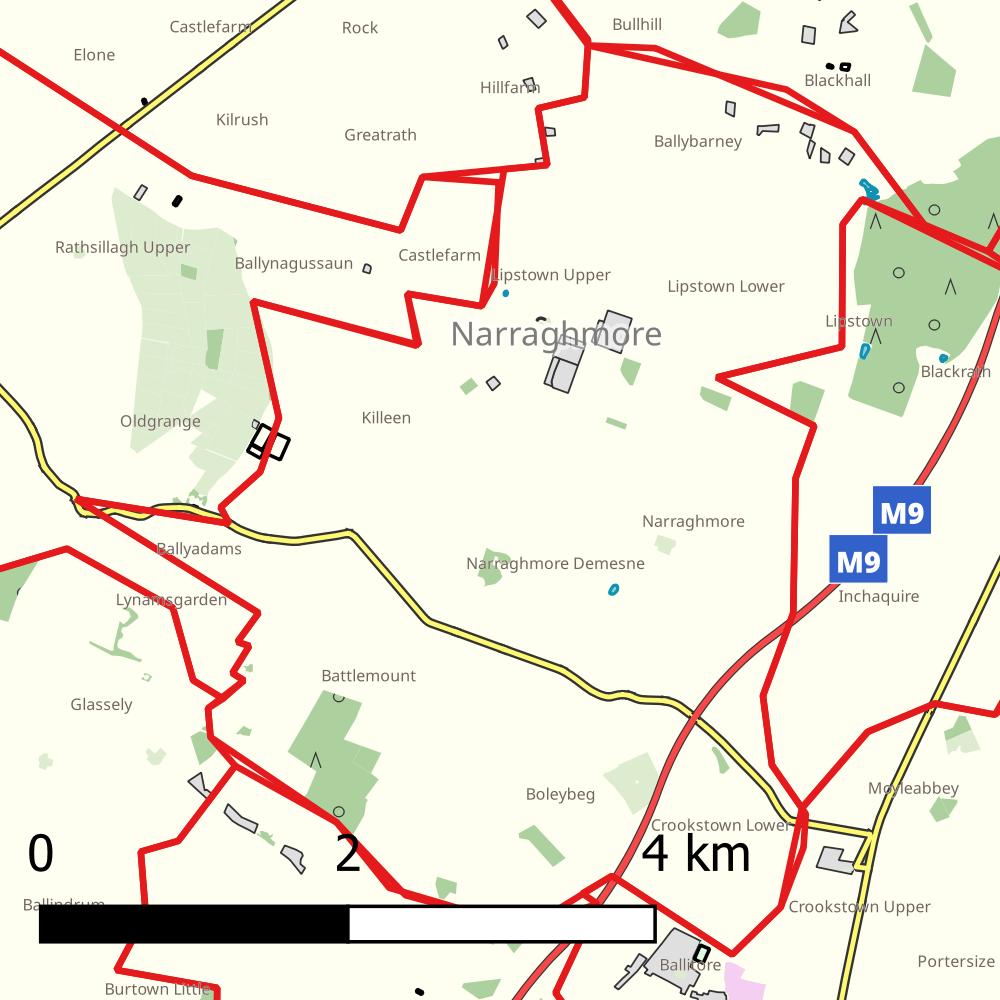 Bullhill
Castlefarm
Rock
Elone
Blackhall
Hillfarm
Kilrush
Greatrath
Ballybarney
Rathsillagh Upper
Ballynagussaun
Castlefarm
Lipstown Upper
Lipstown Lower
Lipstown
Narraghmore
Blackrath
Oldgrange
Killeen
M9
Narraghmore
Ballyadams
M9
Narraghmore Demesne
Inchaquire
Lynamsgarden
Battlemount
Glassely
Moyleabbey
Boleybeg
Crookstown Lower
0
2
4 km
Ballindrum
Crookstown Upper
Ballitore
Portersize
Burtown Little